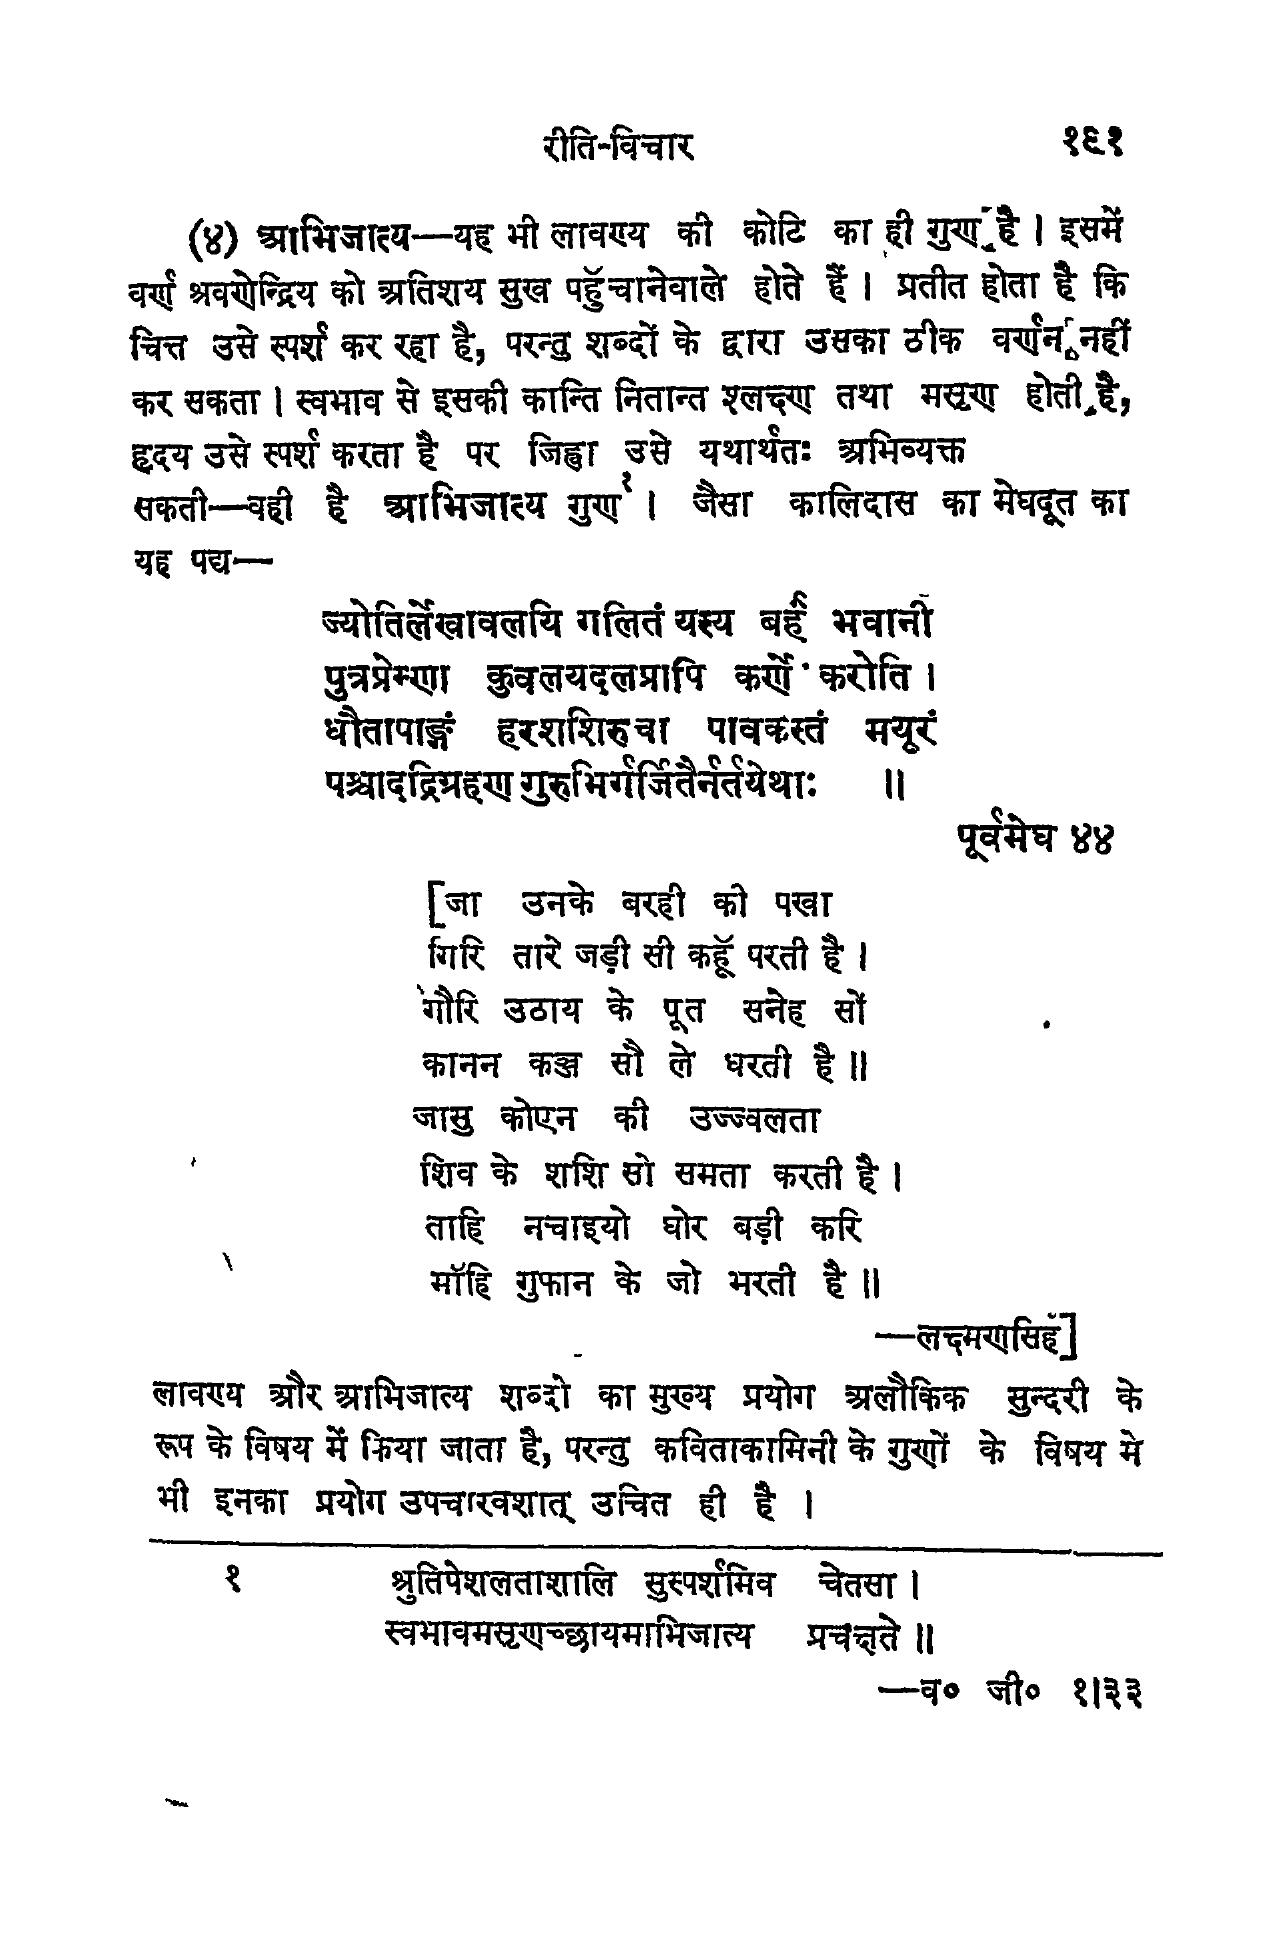 रीति-विचार १९१
(४) आभिजात्य—यह भी लावण्य की कोटि का ही गुण है। इसमें
वर्ण श्रवणेन्द्रिय को अतिशय सुख पहुँचानेवाले होते हैं। प्रतीत होता है कि
चित्त उसे स्पर्श कर रहा है, परन्तु शब्दों के द्वारा उसका ठीक वर्णन नहीं
कर सकता। स्वभाव से इसकी कान्ति नितान्त श्लक्ष्ण तथा मसृण होती है,
हृदय उसे स्पर्श करता है पर जिह्वा उसे यथार्थतः अभिव्यक्त
सकती—वही है आभिजात्य गुण१। जैसा कालिदास का मेघदूत का
यह पद्य—
ज्योतिर्लेखावलयि गलितं यस्य बर्हं भवानी
पुत्रप्रेम्णा कुवलयदलप्रापि कर्णे करोति।
धौतापाङ्गं हरशशिरुचा पावकस्तं मयूरं
पश्चादद्रिग्रहण गुरुभिर्गर्जितैर्नर्तयेथाः ॥
पूर्वमेघ ४४
[जा उनके बरही की पखा
गिरि तारे जड़ी सी कहूँ परती है।
गौरि उठाय के पूत सनेह सों
कानन कञ्ज सौ ले धरती है॥
जासु कोएन की उज्ज्वलता
शिव के शशि सो समता करती है।
ताहि नचाइयो घोर बड़ी करि
मॉहि गुफान के जो भरती है॥
—लक्ष्मणसिहँ]
लावण्य और आभिजात्य शब्दो का मुख्य प्रयोग अलौकिक सुन्दरी के
रूप के विषय में किया जाता है, परन्तु कविताकामिनी के गुणों के विषय मे
भी इनका प्रयोग उपचारवशात् उचित ही है।
१ श्रुतिपेशलताशालि सुस्पर्शमिव चेतसा।
स्वभावमसृणच्छायमाभिजात्य प्रचक्षते॥
—व० जी० १।३३